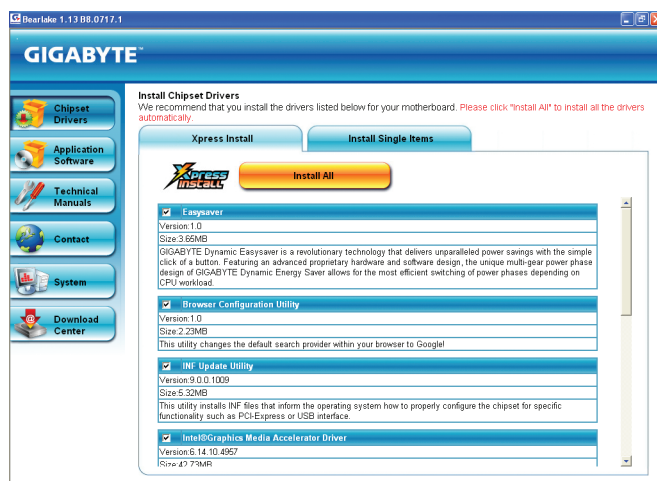 Bearlake 1.13 B8.0717.1
GIGABYTE™
Chipset
Drivers
Application
Software
Technical
Manuals
Contact
System
Download
Center
Install Chipset Drivers
We recommend that you install the drivers listed below for your motherboard. Please click "Install All" to install all the drivers
automatically.
Xpress Install
Install Single Items
Xpress
Install
Install All
Easysaver
Version:1.0
Size:3.65MB
GIGABYTE Dynamic Easysaver is a revolutionary technology that delivers unparalleled power savings with the simple
click of a button. Featuring an advanced proprietary hardware and software design, the unique multi-gear power phase
design of GIGABYTE Dynamic Energy Saver allows for the most efficient switching of power phases depending on
CPU workload.
Browser Configuration Utility
Version:1.0
Size:2.23MB
This utility changes the default search provider within your browser to Google!
INF Update Utility
Version:9.0.0.1009
Size:5.32MB
This utility installs INF files that inform the operating system how to properly configure the chipset for specific
functionality such as PCI-Express or USB interface.
Intel®Graphics Media Accelerator Driver
Version:6.14.10.4957
Size:42.73MB